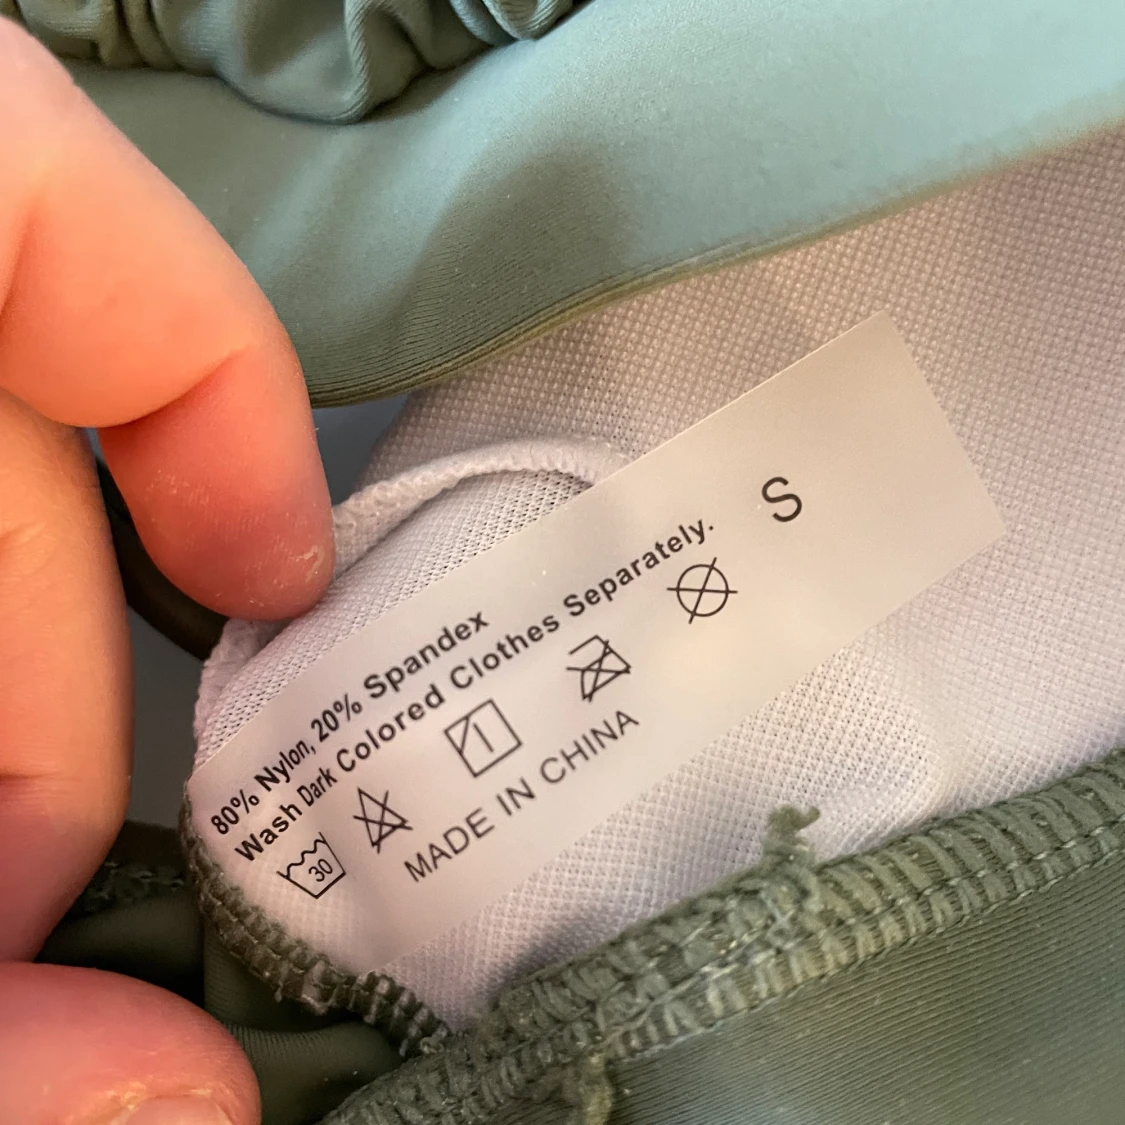 80% Nylon, 20% Spandex
Wash Dark Colored Clothes Separately.
S
30
MADE IN CHINA